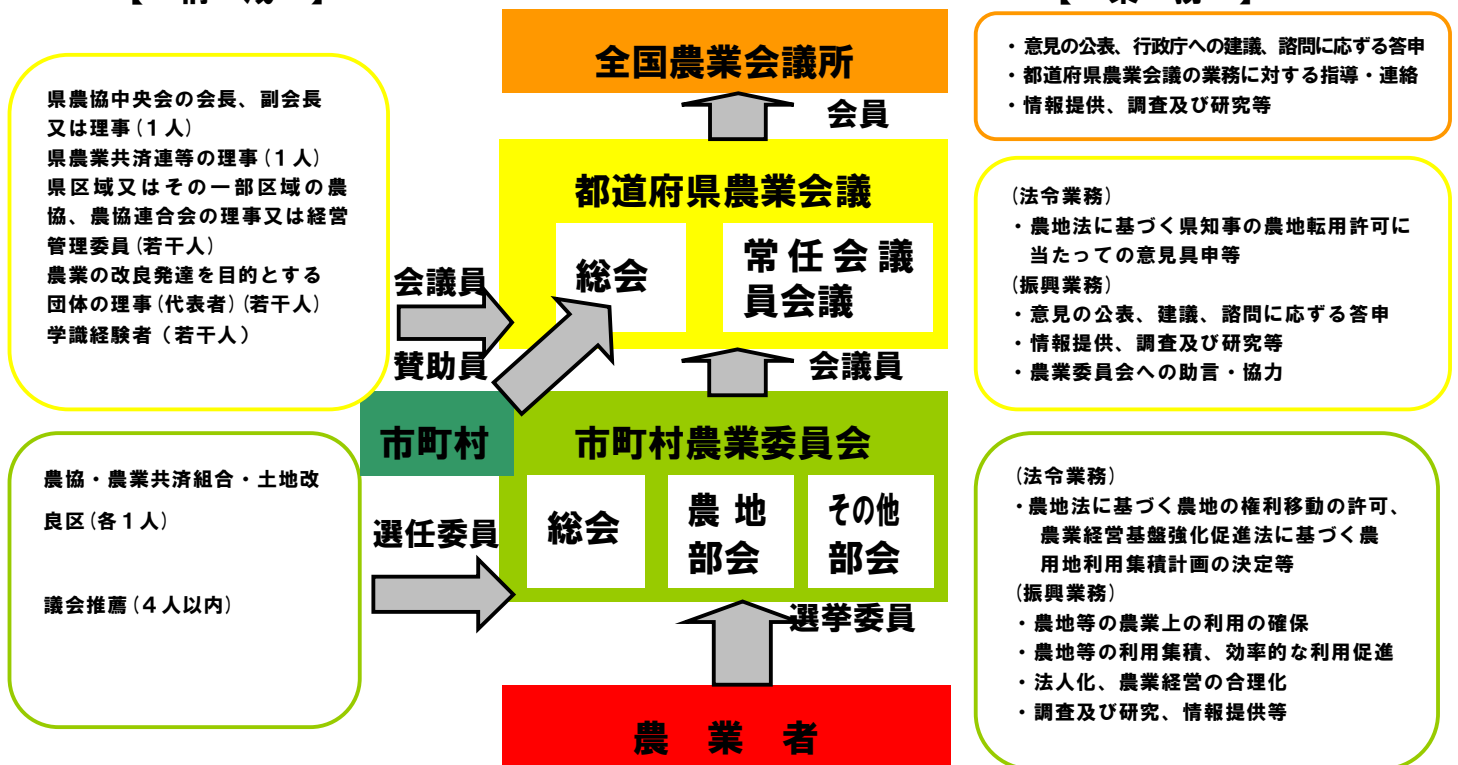 【 構 成 】
【 業 務 】
県農協中央会の会長、副会長
又は理事(1人)
県農業共済連等の理事(1人)
県区域又はその一部区域の農
協、農協連合会の理事又は経営
管理委員(若干人)
農業の改良発達を目的とする
団体の理事(代表者)(若干人)
学識経験者(若干人)
農協・農業共済組合・土地改
良区(各1人)
議会推薦(4人以内)
全国農業会議所
会員
都道府県農業会議
総会
常任会議
員会議
会議員
賛助員
会議員
市町村
市町村農業委員会
総会
農地
部会
その他
部会
選任委員
選挙委員
農業者
・意見の公表、行政庁への建議、諮問に応ずる答申
・都道府県農業会議の業務に対する指導・連絡
・情報提供、調査及び研究等
(法令業務)
・農地法に基づく県知事の農地転用許可に
当たっての意見具申等
(振興業務)
・意見の公表、建議、諮問に応ずる答申
・情報提供、調査及び研究等
・農業委員会への助言・協力
(法令業務)
・農地法に基づく農地の権利移動の許可、
農業経営基盤強化促進法に基づく農
用地利用集積計画の決定等
(振興業務)
・農地等の農業上の利用の確保
・農地等の利用集積、効率的な利用促進
・法人化、農業経営の合理化
・調査及び研究、情報提供等